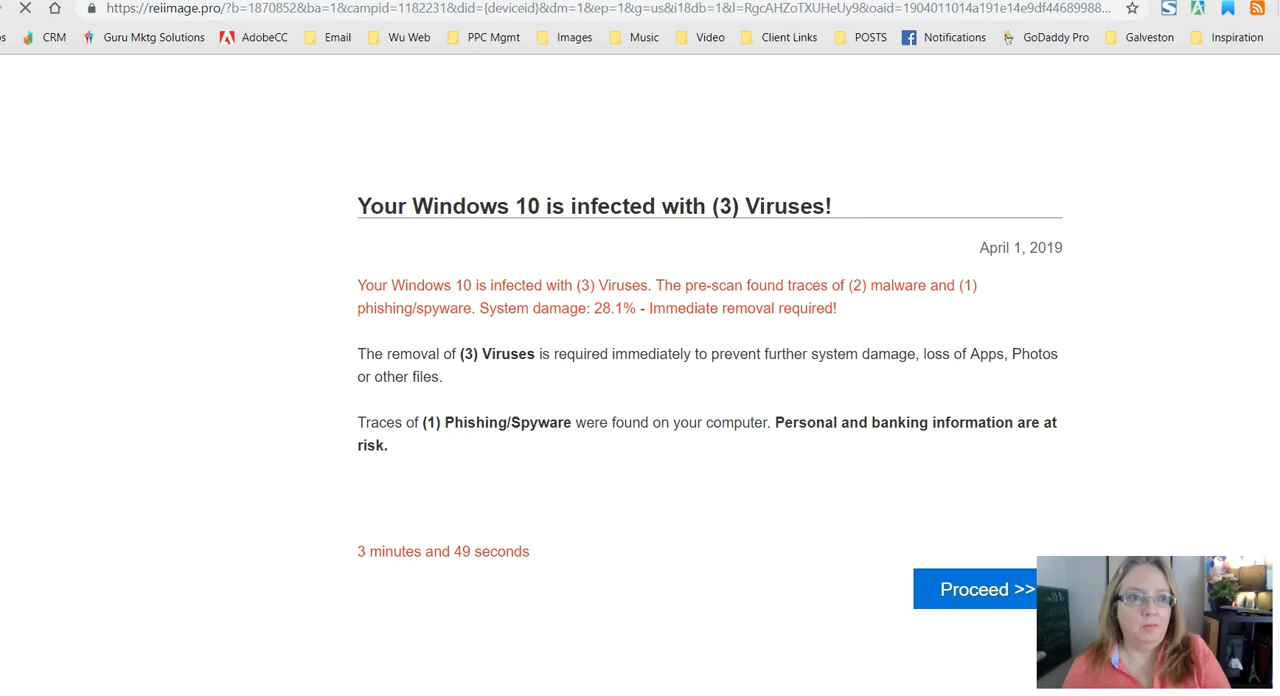 https://reiimage.pro/?b=1870852&ba=1&campid=1182231&did={deviceid}&dm=1&ep=1&g=us&i18db=1&l=RgcAHZoTXUHeUy9&oaid=1904011014a191e14e9df44689988...
CRM Guru Mktg Solutions AdobeCC Email Wu Web PPC Mgmt Images Music Video Client Links POSTS Notifications GoDaddy Pro Galveston Inspiration
Your Windows 10 is infected with (3) Viruses!
April 1, 2019
Your Windows 10 is infected with (3) Viruses. The pre-scan found traces of (2) malware and (1)
phishing/spyware. System damage: 28.1% - Immediate removal required!
The removal of (3) Viruses is required immediately to prevent further system damage, loss of Apps, Photos
or other files.
Traces of (1) Phishing/Spyware were found on your computer. Personal and banking information are at
risk.
3 minutes and 49 seconds
Proceed >>